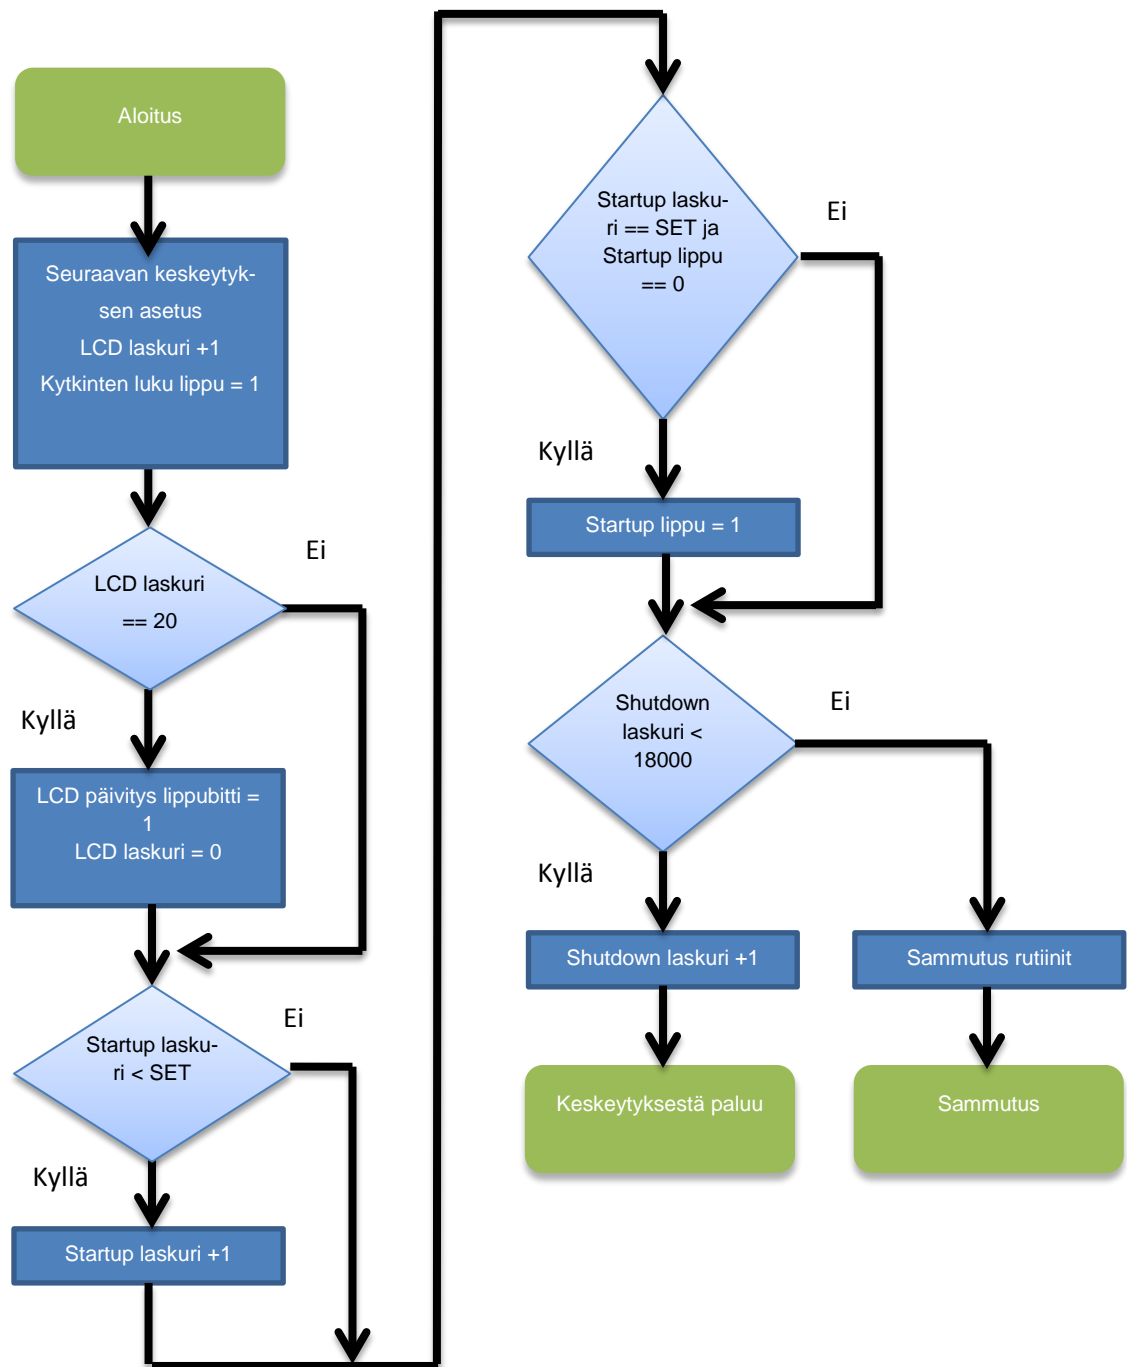 Aloitus
Seuraavan keskeytyk-
sen asetus
LCD laskuri +1
Kytkinten luku lippu = 1
Ei
LCD laskuri
== 20
Kyllä
LCD päivitys lippubitti =
1
LCD laskuri = 0
Ei
Startup lasku-
ri < SET
Kyllä
Startup laskuri +1
Startup lasku-
ri == SET ja
Startup lippu
== 0
Ei
Kyllä
Startup lippu = 1
Shutdown
laskuri <
18000
Ei
Kyllä
Shutdown laskuri +1
Sammutus rutiinit
Keskeytyksestä paluu
Sammutus